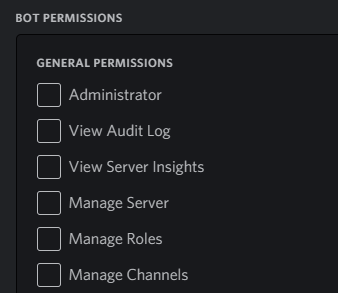 BOT PERMISSIONS
GENERAL PERMISSIONS
Administrator
View Audit Log
View Server Insights
Manage Server
Manage Roles
Manage Channels